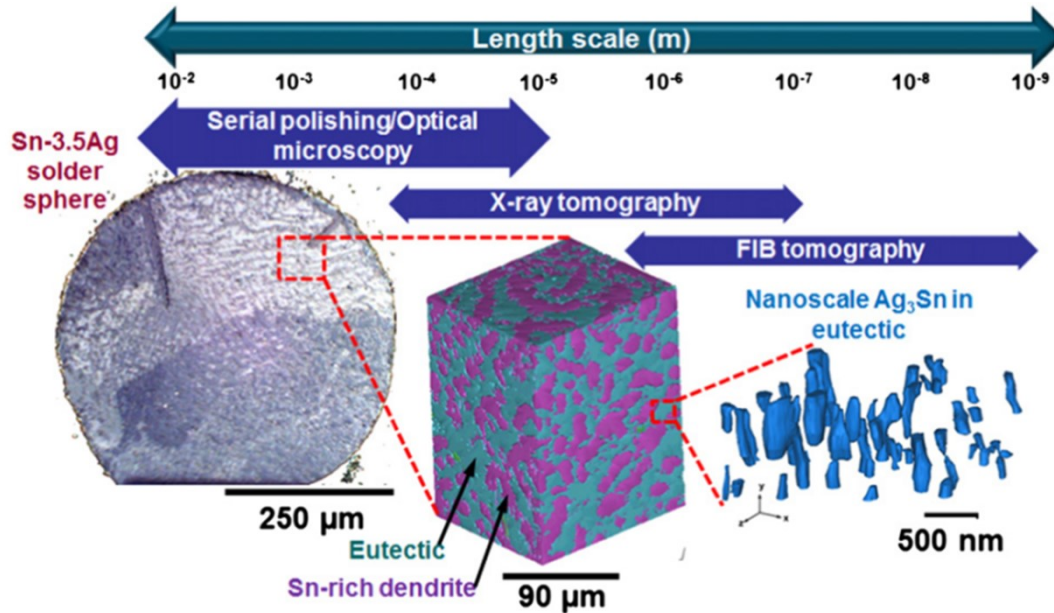 Length scale (m)
10⁻² 10⁻³ 10⁻⁴ 10⁻⁵ 10⁻⁶ 10⁻⁷ 10⁻⁸ 10⁻⁹
Serial polishing/Optical
microscopy
Sn-3.5Ag
solder
sphere
X-ray tomography
FIB tomography
Nanoscale Ag₃Sn in
eutectic
250 µm
Eutectic
Sn-rich dendrite
90 µm
y
z
x
500 nm